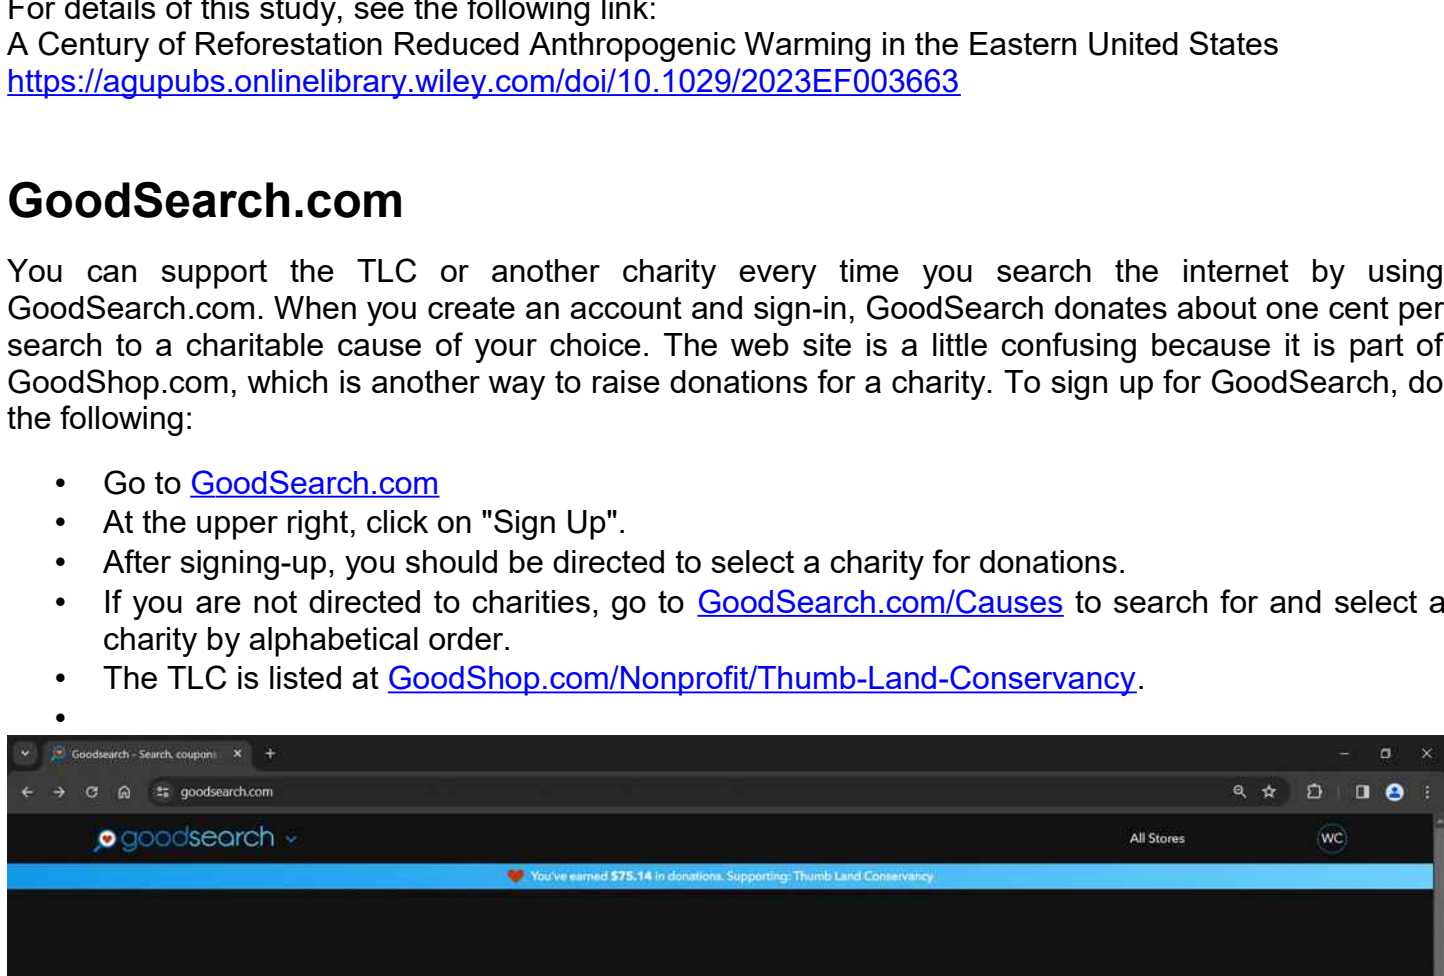 For details of this study, see the following link:
A Century of Reforestation Reduced Anthropogenic Warming in the Eastern United States
https://agupubs.onlinelibrary.wiley.com/doi/10.1029/2023EF003663
GoodSearch.com
You can support the TLC or another charity every time you search the internet by using
GoodSearch.com. When you create an account and sign-in, GoodSearch donates about one cent per
search to a charitable cause of your choice. The web site is a little confusing because it is part of
GoodShop.com, which is another way to raise donations for a charity. To sign up for GoodSearch, do
the following:
• Go to GoodSearch.com
• At the upper right, click on "Sign Up".
• After signing-up, you should be directed to select a charity for donations.
• If you are not directed to charities, go to GoodSearch.com/Causes to search for and select a
charity by alphabetical order.
• The TLC is listed at GoodShop.com/Nonprofit/Thumb-Land-Conservancy.
•
Goodsearch - Search, coupons
goodsearch.com
goodsearch All Stores WC
You've earned $75.14 in donations. Supporting: Thumb Land Conservancy